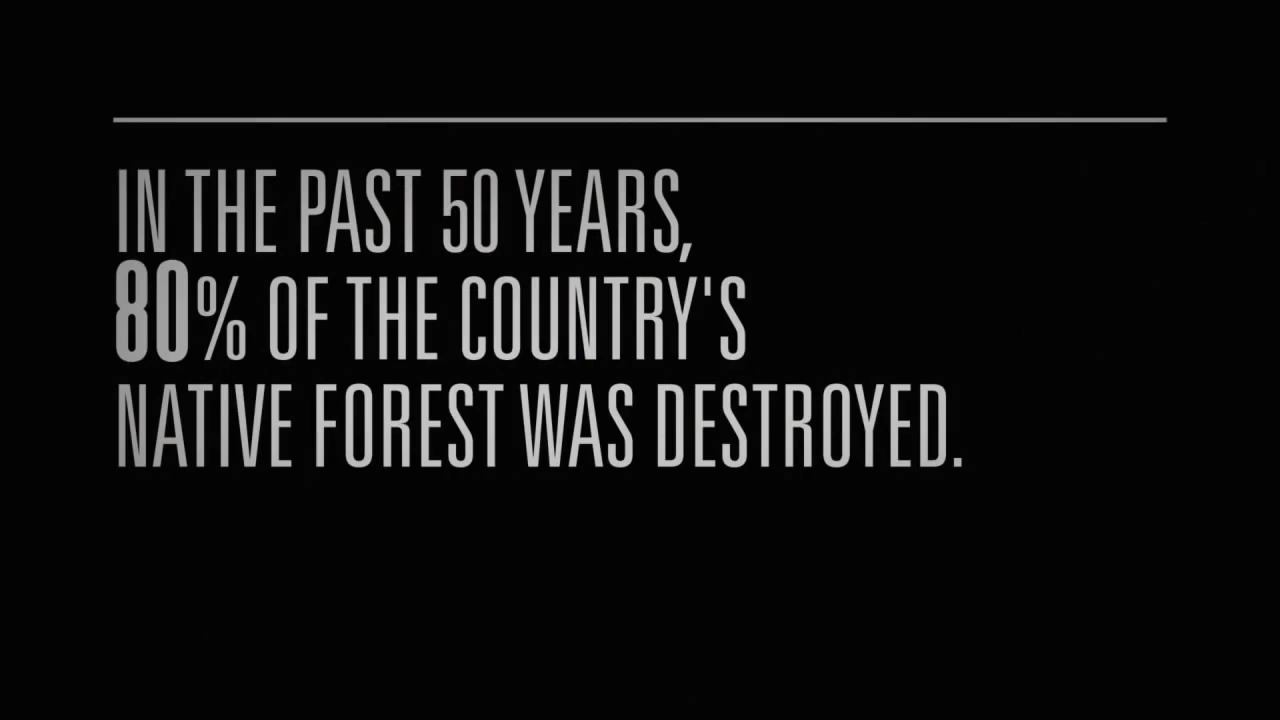 IN THE PAST 50 YEARS,
80% OF THE COUNTRY'S
NATIVE FOREST WAS DESTROYED.